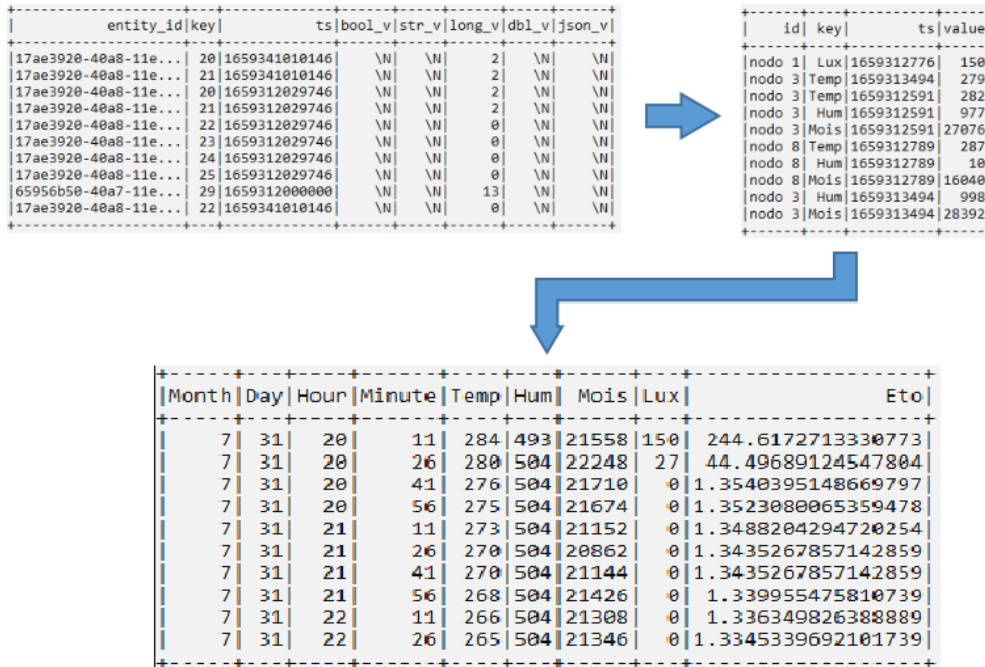 | entity_id|key| ts|bool_v|str_v|long_v|dbl_v|json_v|
|17ae3920-40a8-11e...| 20|1659341010146| \N| \N| 2| \N| \N|
|17ae3920-40a8-11e...| 21|1659341010146| \N| \N| 2| \N| \N|
|17ae3920-40a8-11e...| 20|1659312029746| \N| \N| 2| \N| \N|
|17ae3920-40a8-11e...| 21|1659312029746| \N| \N| 2| \N| \N|
|17ae3920-40a8-11e...| 22|1659312029746| \N| \N| 0| \N| \N|
|17ae3920-40a8-11e...| 23|1659312029746| \N| \N| 0| \N| \N|
|17ae3920-40a8-11e...| 24|1659312029746| \N| \N| 0| \N| \N|
|17ae3920-40a8-11e...| 25|1659312029746| \N| \N| 0| \N| \N|
|65956b50-40a7-11e...| 29|1659312000000| \N| \N| 13| \N| \N|
|17ae3920-40a8-11e...| 22|1659341010146| \N| \N| 0| \N| \N|
| id| key| ts|value
|nodo 1| Lux|1659312776| 150
|nodo 3|Temp|1659313494| 279
|nodo 3|Temp|1659312591| 282
|nodo 3| Hum|1659312591| 977
|nodo 3|Mois|1659312591|27076
|nodo 8|Temp|1659312789| 287
|nodo 8| Hum|1659312789| 10
|nodo 8|Mois|1659312789|16040
|nodo 3| Hum|1659313494| 998
|nodo 3|Mois|1659313494|28392
|Month|Day|Hour|Minute|Temp|Hum| Mois|Lux| Eto|
| 7| 31| 20| 11| 284|493|21558|150| 244.6172713330773|
| 7| 31| 20| 26| 280|504|22248| 27| 44.49689124547804|
| 7| 31| 20| 41| 276|504|21710| 0|1.3540395148669797|
| 7| 31| 20| 56| 275|504|21674| 0|1.3523080065359478|
| 7| 31| 21| 11| 273|504|21152| 0|1.3488204294720254|
| 7| 31| 21| 26| 270|504|20862| 0|1.3435267857142859|
| 7| 31| 21| 41| 270|504|21144| 0|1.3435267857142859|
| 7| 31| 21| 56| 268|504|21426| 0| 1.339955475810739|
| 7| 31| 22| 11| 266|504|21308| 0| 1.336349826388889|
| 7| 31| 22| 26| 265|504|21346| 0|1.3345339692101739|